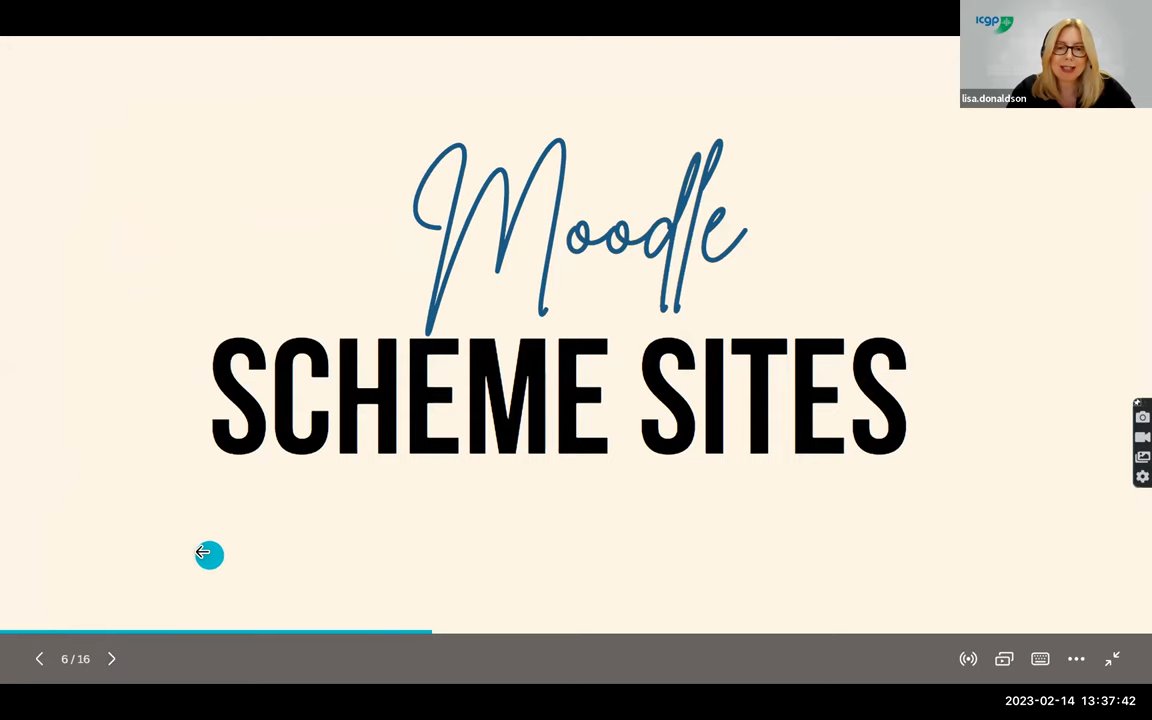 icgp
lisa.donaldson
Moodle
SCHEME SITES
6 / 16
2023-02-14 13:37:42